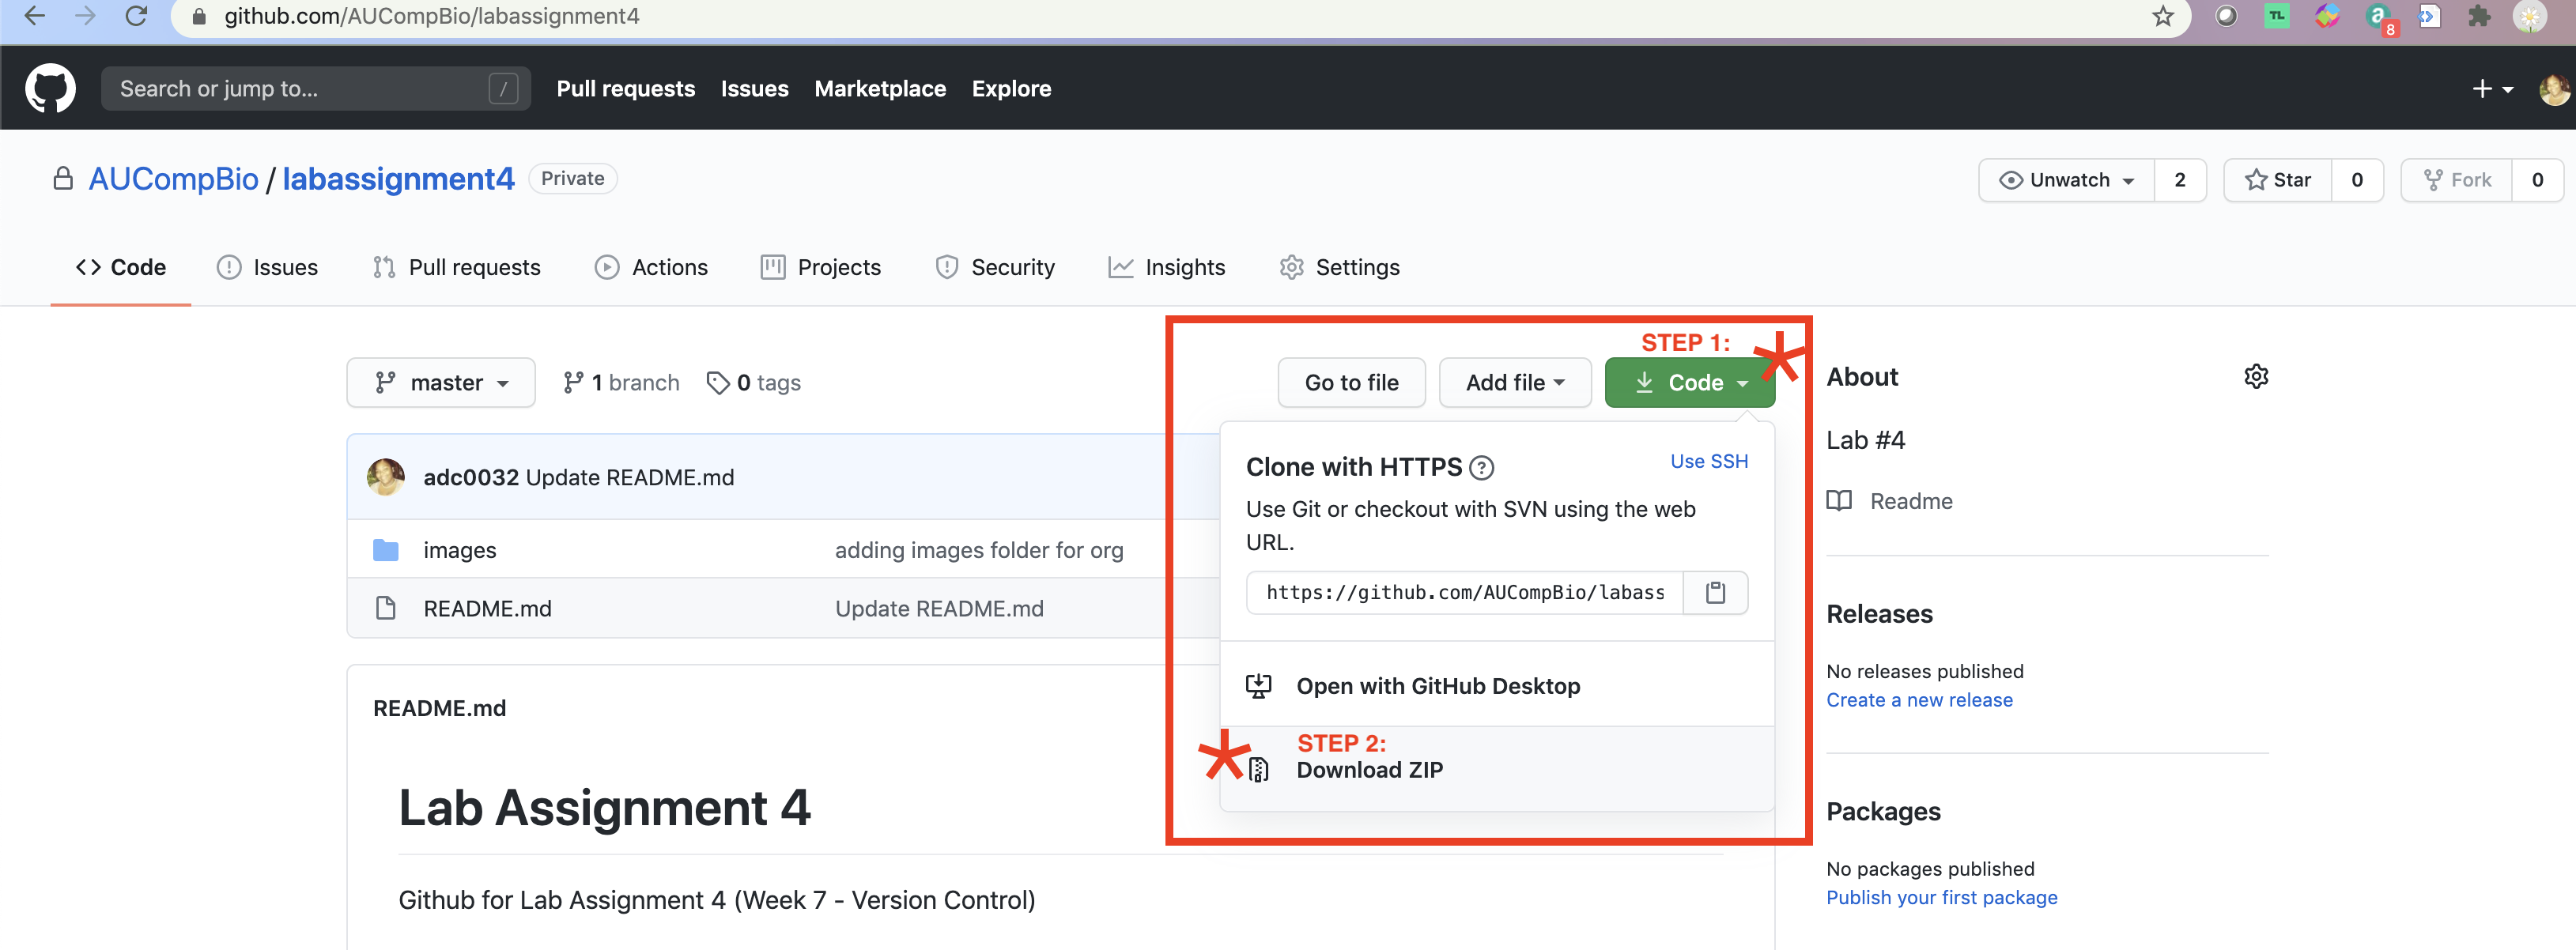 github.com/AUCompBio/labassignment4
TL
a
8
Search or jump to...
/
Pull requests
Issues
Marketplace
Explore
AUCompBio / labassignment4
Private
Unwatch
2
Star
0
Fork
0
Code
Issues
Pull requests
Actions
Projects
Security
Insights
Settings
STEP 1:
master
1 branch
0 tags
Go to file
Add file
Code
About
Lab #4
Readme
adc0032 Update README.md
images
adding images folder for org
README.md
Update README.md
Clone with HTTPS
Use SSH
Use Git or checkout with SVN using the web
URL.
https://github.com/AUCompBio/labass
Open with GitHub Desktop
STEP 2:
Download ZIP
Releases
No releases published
Create a new release
Packages
No packages published
Publish your first package
README.md
Lab Assignment 4
Github for Lab Assignment 4 (Week 7 - Version Control)